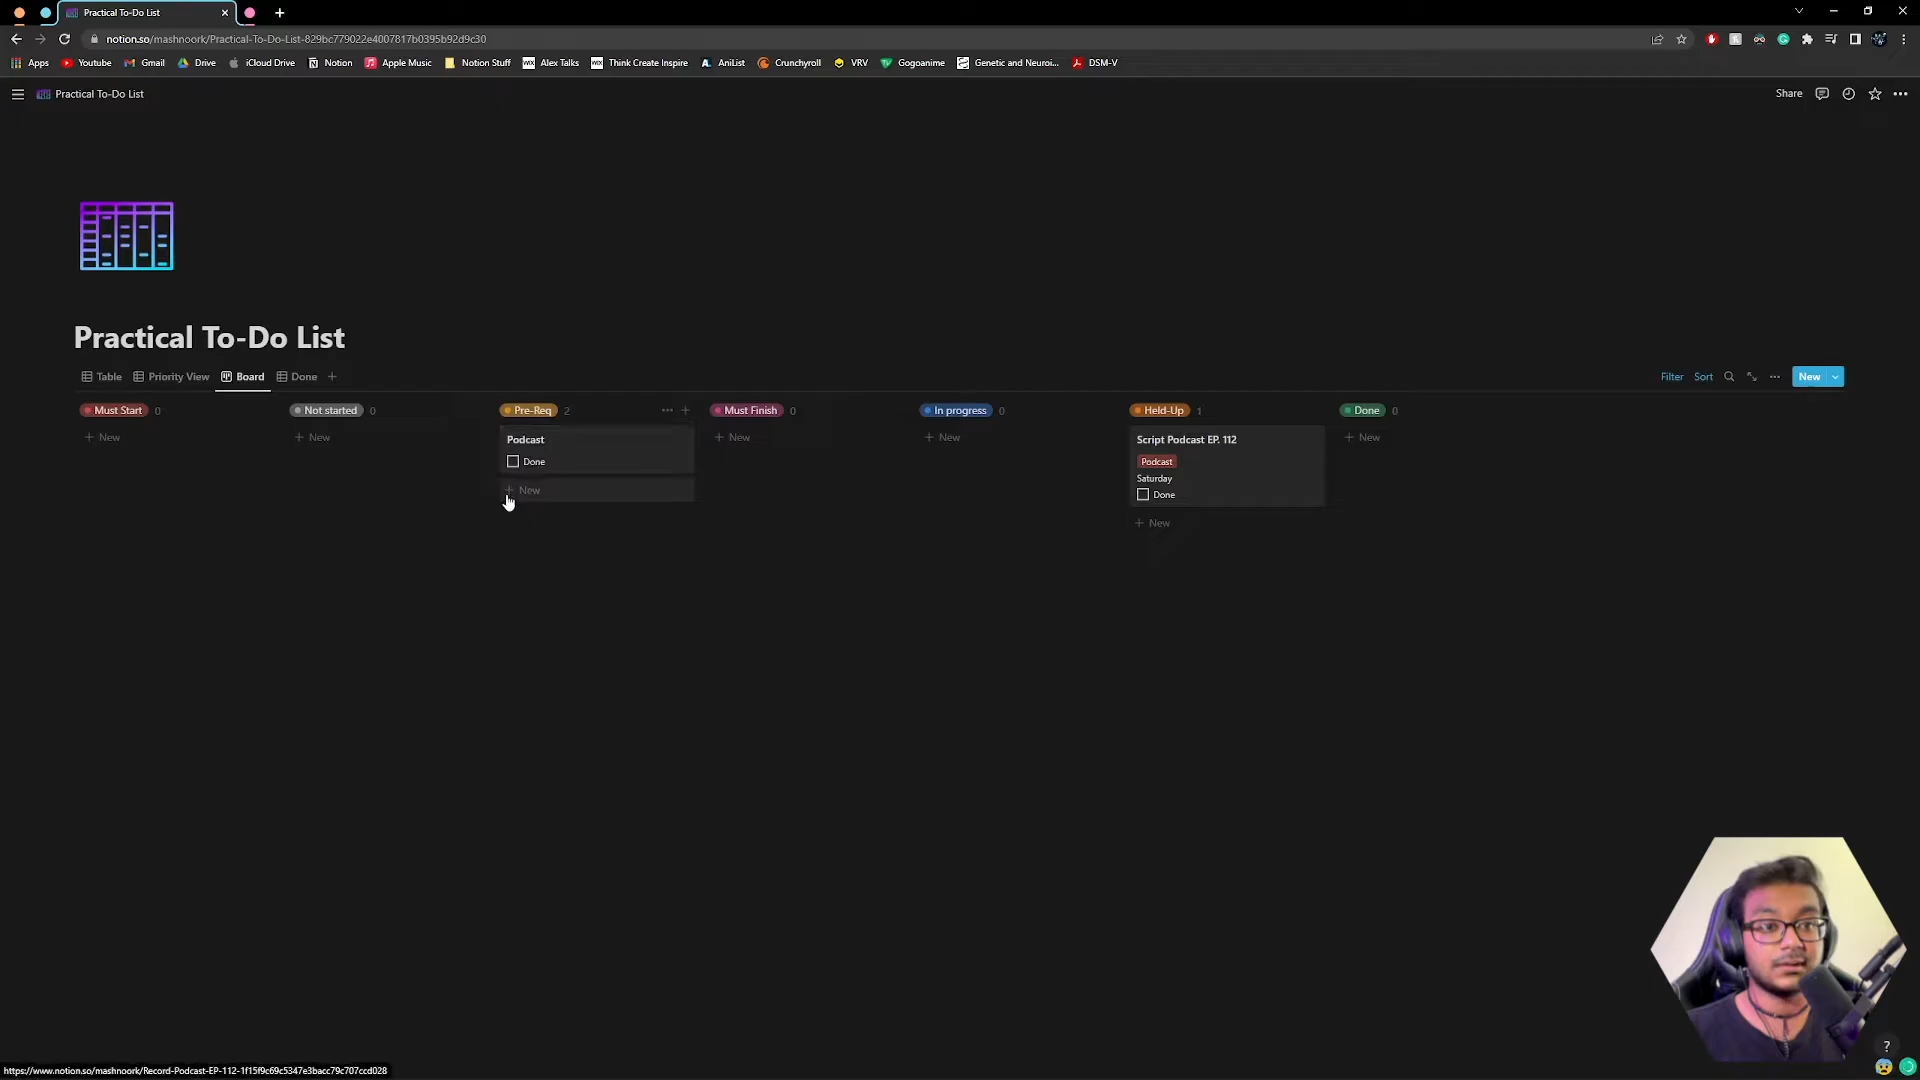 Practical To-Do List
notion.so/mashnoork/Practical-To-Do-List-829bc779022e4007817b0395b92d9c30
Apps Youtube Gmail Drive iCloud Drive Notion Apple Music Notion Stuff Alex Talks Think Create Inspire AniList Crunchyroll VRV Gogoanime Genetic and Neuroi... DSM-V
Practical To-Do List Share
Practical To-Do List
Table Priority View Board Done Filter Sort New
Must Start 0 Not started 0 Pre-Req 2 Must Finish 0 In progress 0 Held-Up 1 Done 0
New New Podcast New New Script Podcast EP. 112 New
Done Podcast
Saturday
New Done
New
https://www.notion.so/mashnoork/Record-Podcast-EP-112-1f15f9c69c5347e3bacc79c707ccd028